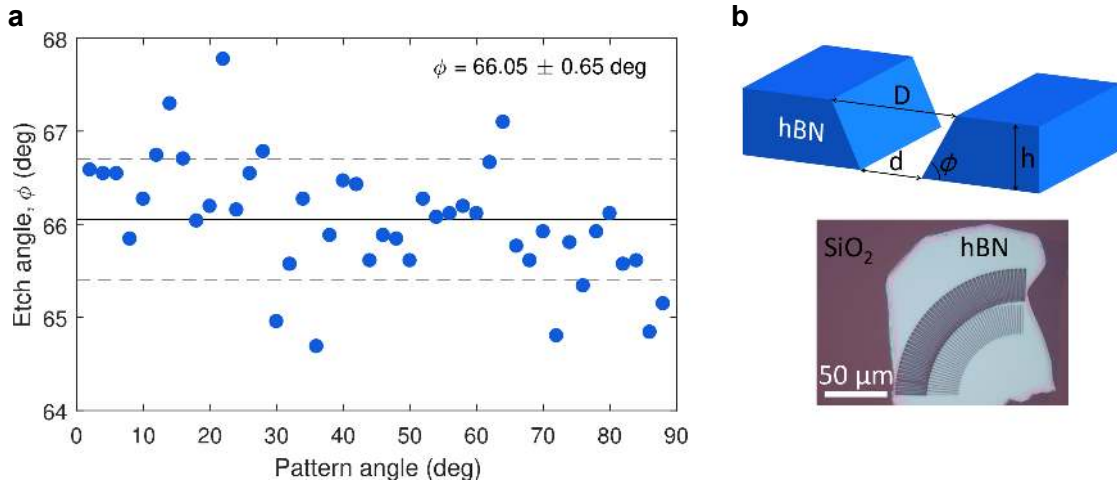 a
b
68
67
66
65
64
Etch angle, ϕ (deg)
ϕ = 66.05 ± 0.65 deg
0 10 20 30 40 50 60 70 80 90
Pattern angle (deg)
D
hBN
h
d
ϕ
SiO₂
hBN
50 µm